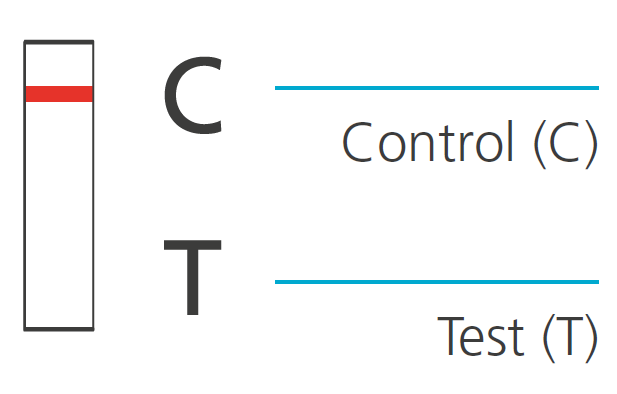 C
Control (C)
T
Test (T)